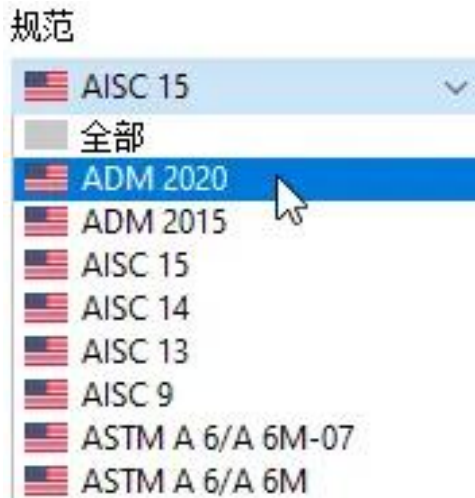 规范
AISC 15
全部
ADM 2020
ADM 2015
AISC 15
AISC 14
AISC 13
AISC 9
ASTM A 6/A 6M-07
ASTM A 6/A 6M